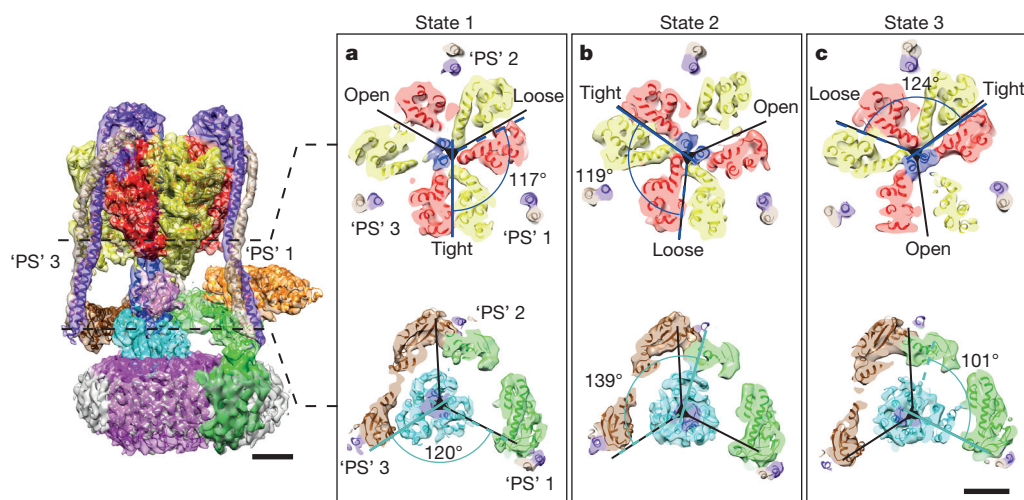 State 1
State 2
State 3
a
'PS' 2
Open
Loose
117°
'PS' 3
'PS' 1
Tight
b
Tight
Open
119°
Loose
c
Loose
124°
Tight
Open
'PS' 3
'PS' 1
'PS' 2
120°
'PS' 3
'PS' 1
139°
101°